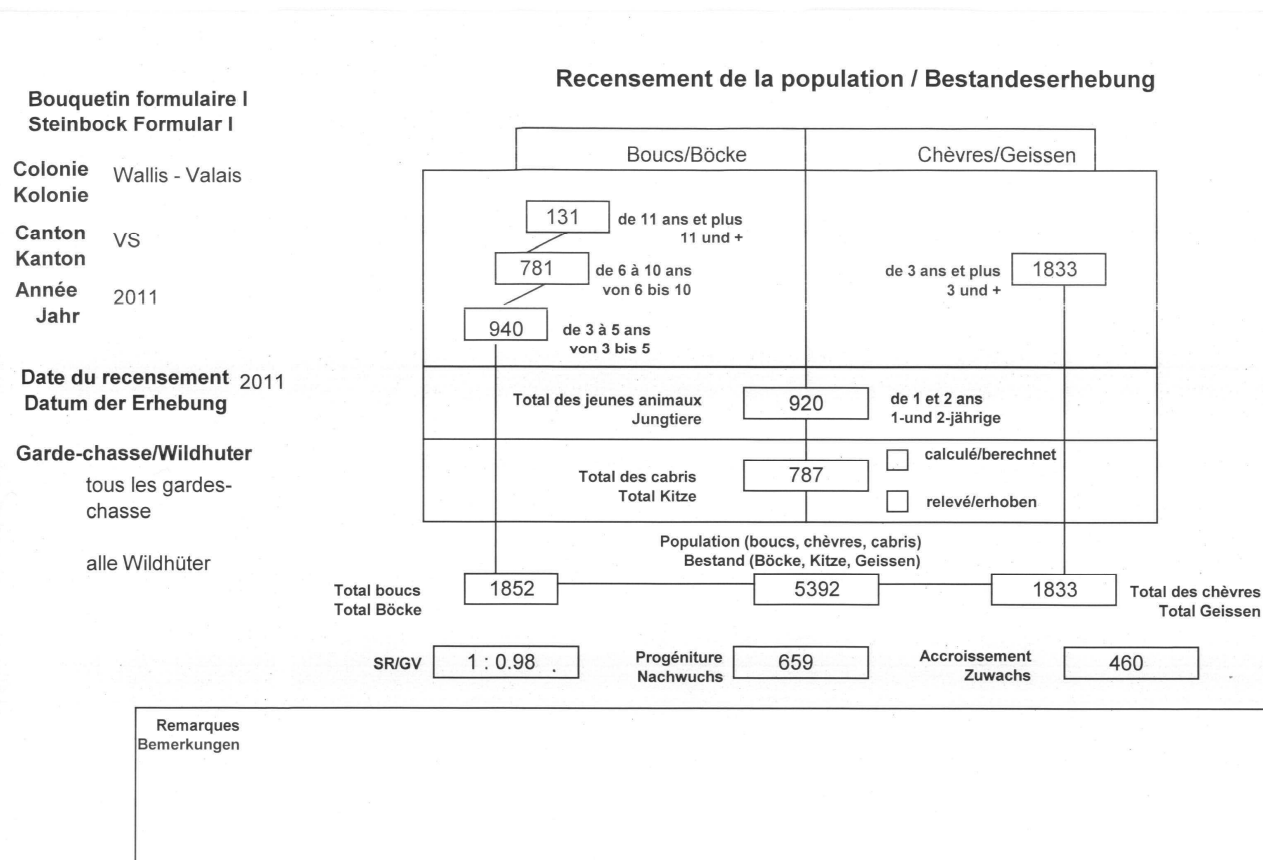 Recensement de la population / Bestandeserhebung
Bouquetin formulaire I
Steinbock Formular I
Colonie
Kolonie
Wallis - Valais
Canton
Kanton
VS
Année
Jahr
2011
Date du recensement
Datum der Erhebung
2011
Garde-chasse/Wildhuter
tous les gardes-
chasse
alle Wildhüter
Boucs/Böcke
Chèvres/Geissen
131
de 11 ans et plus
11 und +
781
de 6 à 10 ans
von 6 bis 10
940
de 3 à 5 ans
von 3 bis 5
de 3 ans et plus
3 und +
1833
Total des jeunes animaux
Jungtiere
920
de 1 et 2 ans
1-und 2-jährige
Total des cabris
Total Kitze
787
calculé/berechnet
relevé/erhoben
Population (boucs, chèvres, cabris)
Bestand (Böcke, Kitze, Geissen)
Total boucs
Total Böcke
1852
5392
1833
Total des chèvres
Total Geissen
SR/GV
1 : 0.98
Progéniture
Nachwuchs
659
Accroissement
Zuwachs
460
Remarques
Bemerkungen